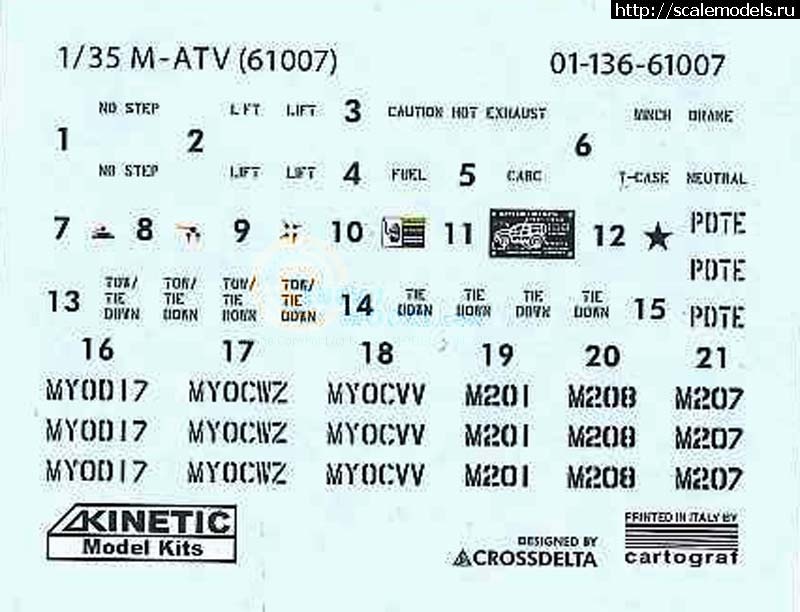 http://scalemodels.ru
1/35 M-ATV (61007)
01-136-61007
1
NO STEP
NO STEP
2
LIFT LIFT
LIFT LIFT
3
CAUTION HOT EXHAUST
4
FUEL
5
CARC
6
WINCH BRAKE
T-CASE NEUTRAL
7
8
9
10
11
12
PDTE
PDTE
PDTE
13
TOW/ TOW/ TOW/ TOW/
TIE TIE TIE TIE
DOWN DOWN DOWN DOWN
14
TIE TIE TIE TIE
DOWN DOWN DOWN DOWN
15
16 17 18 19 20 21
MYOD17 MYOCWZ MYOCVV M201 M208 M207
MYOD17 MYOCWZ MYOCVV M201 M208 M207
MYOD17 MYOCWZ MYOCVV M201 M208 M207
KINETIC
Model Kits
DESIGNED BY
CROSSDELTA
PRINTED IN ITALY BY
cartograf